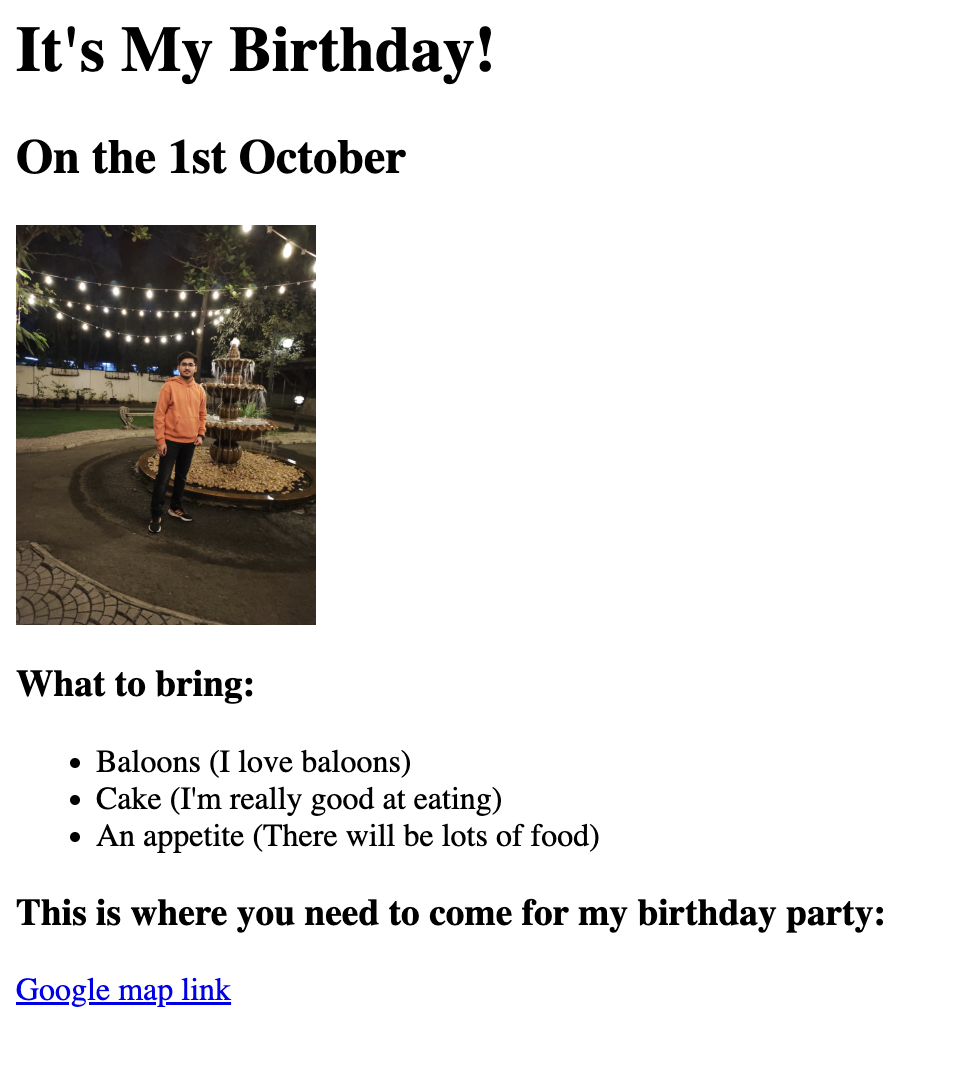 It's My Birthday!
On the 1st October
What to bring:
Baloons (I love baloons)
Cake (I'm really good at eating)
An appetite (There will be lots of food)
This is where you need to come for my birthday party:
Google map link